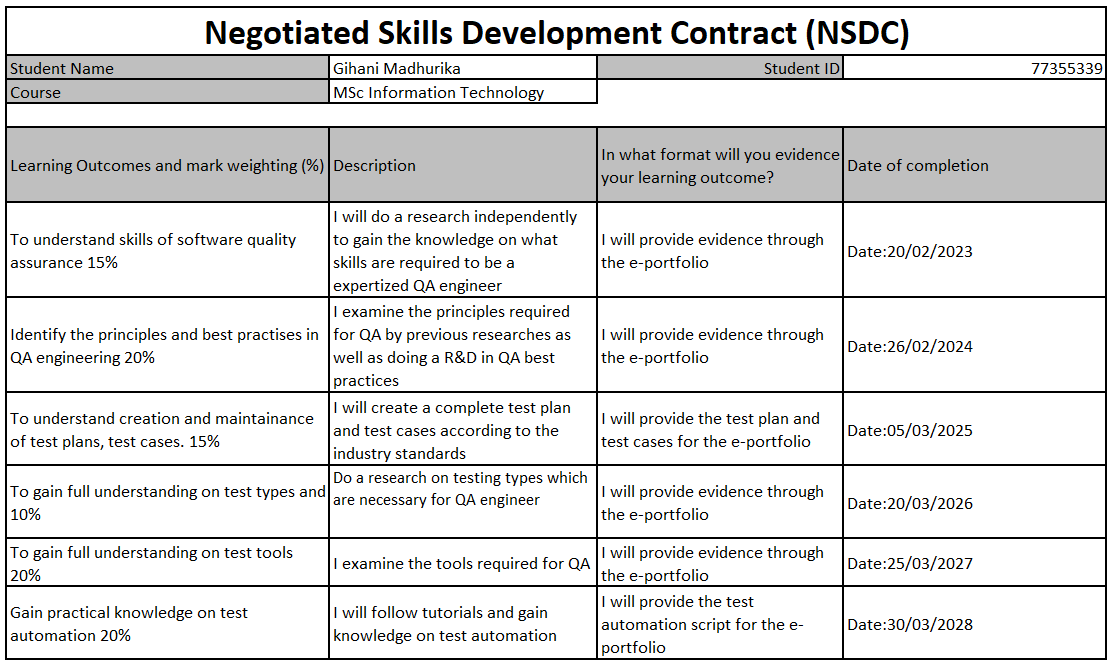 Negotiated Skills Development Contract (NSDC)
Student Name
Gihani Madhurika
Student ID
77355339
Course
MSc Information Technology
Learning Outcomes and mark weighting (%)
Description
In what format will you evidence
your learning outcome?
Date of completion
To understand skills of software quality
assurance 15%
I will do a research independently
to gain the knowledge on what
skills are required to be a
expertized QA engineer
I will provide evidence through
the e-portfolio
Date:20/02/2023
Identify the principles and best practises in
QA engineering 20%
I examine the principles required
for QA by previous researches as
well as doing a R&D in QA best
practices
I will provide evidence through
the e-portfolio
Date:26/02/2024
To understand creation and maintainance
of test plans, test cases. 15%
I will create a complete test plan
and test cases according to the
industry standards
I will provide the test plan and
test cases for the e-portfolio
Date:05/03/2025
To gain full understanding on test types and
10%
Do a research on testing types which
are necessary for QA engineer
I will provide evidence through
the e-portfolio
Date:20/03/2026
To gain full understanding on test tools
20%
I examine the tools required for QA
I will provide evidence through
the e-portfolio
Date:25/03/2027
Gain practical knowledge on test
automation 20%
I will follow tutorials and gain
knowledge on test automation
I will provide the test
automation script for the e-
portfolio
Date:30/03/2028